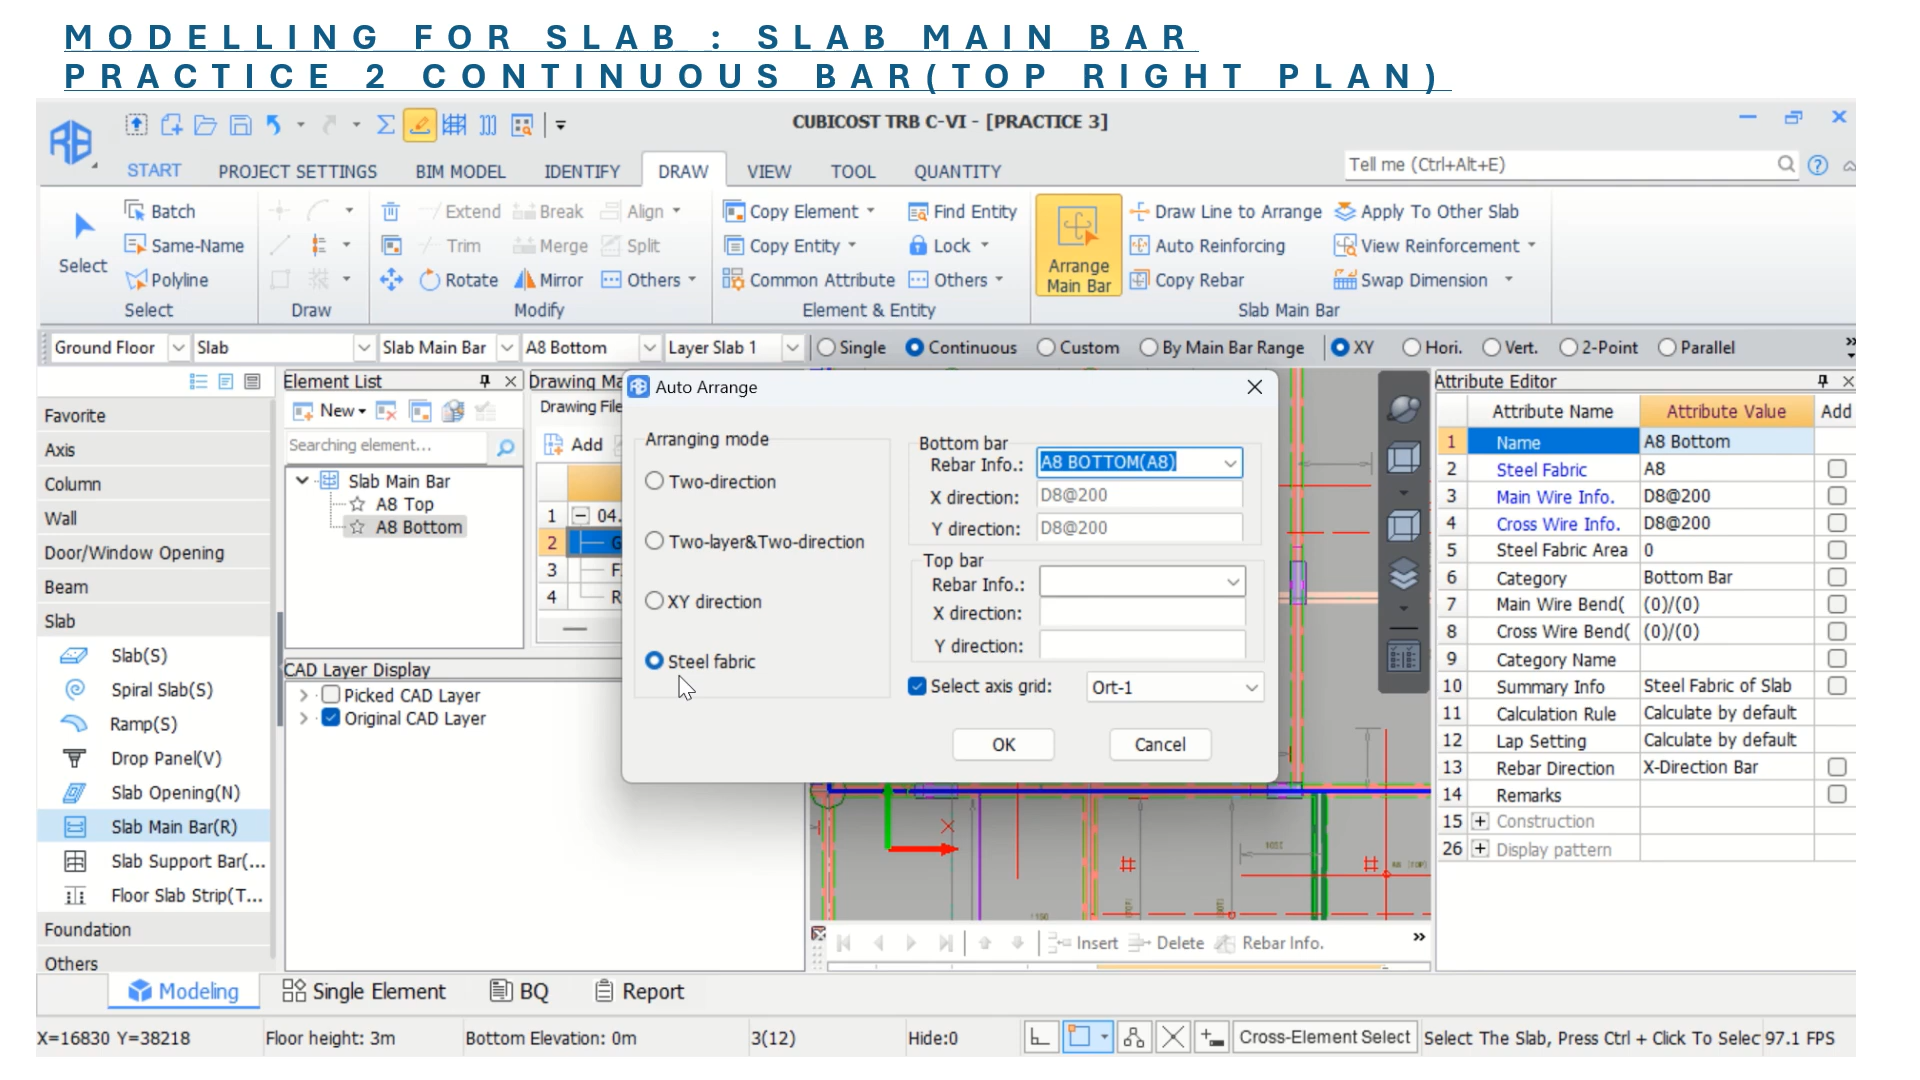 MODELLING FOR SLAB : SLAB MAIN BAR
PRACTICE 2 CONTINUOUS BAR(TOP RIGHT PLAN)
CUBICOST TRB C-VI - [PRACTICE 3]
START PROJECT SETTINGS BIM MODEL IDENTIFY DRAW VIEW TOOL QUANTITY
Tell me (Ctrl+Alt+E)
Batch Extend Break Align Copy Element Find Entity Draw Line to Arrange Apply To Other Slab
Same-Name Trim Merge Split Copy Entity Lock Auto Reinforcing View Reinforcement
Select Polyline Rotate Mirror Others Common Attribute Others Arrange Main Bar Copy Rebar Swap Dimension
Select Draw Modify Element & Entity Slab Main Bar
Ground Floor Slab Slab Main Bar A8 Bottom Layer Slab 1 Single Continuous Custom By Main Bar Range XY Hori. Vert. 2-Point Parallel
Favorite
Axis
Column
Wall
Door/Window Opening
Beam
Slab
Slab(S)
Spiral Slab(S)
Ramp(S)
Drop Panel(V)
Slab Opening(N)
Slab Main Bar(R)
Slab Support Bar(...
Floor Slab Strip(T...
Foundation
Others
Element List
New
Searching element...
Slab Main Bar
A8 Top
A8 Bottom
CAD Layer Display
Picked CAD Layer
Original CAD Layer
Drawing Ma
Drawing File
Add
1 04.
2 G
3 F
4 R
Auto Arrange
Arranging mode
Two-direction
Two-layer&Two-direction
XY direction
Steel fabric
Bottom bar
Rebar Info.: A8 BOTTOM(A8)
X direction: D8@200
Y direction: D8@200
Top bar
Rebar Info.:
X direction:
Y direction:
Select axis grid: Ort-1
OK Cancel
Insert Delete Rebar Info.
Attribute Editor
Attribute Name Attribute Value Add
1 Name A8 Bottom
2 Steel Fabric A8
3 Main Wire Info. D8@200
4 Cross Wire Info. D8@200
5 Steel Fabric Area 0
6 Category Bottom Bar
7 Main Wire Bend( (0)/(0)
8 Cross Wire Bend( (0)/(0)
9 Category Name
10 Summary Info Steel Fabric of Slab
11 Calculation Rule Calculate by default
12 Lap Setting Calculate by default
13 Rebar Direction X-Direction Bar
14 Remarks
15 Construction
26 Display pattern
Modeling Single Element BQ Report
X=16830 Y=38218 Floor height: 3m Bottom Elevation: 0m 3(12) Hide:0 Cross-Element Select Select The Slab, Press Ctrl + Click To Selec 97.1 FPS